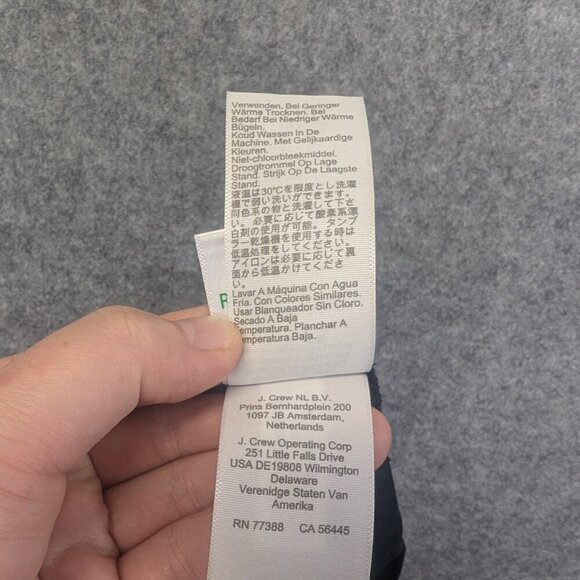 Verwenden. Bei Geringer
Wärme Trocknen. Bei
Bedarf Bei Niedriger Wärme
Bügeln.
Koud Wassen In De
Machine. Met Gelijkaardige
Kleuren.
Niet-chloorbleekmiddel.
Droogtrommel Op Lage
Stand. Strijk Op De Laagste
Stand.
液温は30℃を限度とし洗濯
機で弱い洗いができます。
同色系の物と洗濯して下さ
い。必要に応じて酸素系漂
白剤の使用が可能。タンブ
ラー乾燥機を使用する時は
低温処理をしてください。
アイロンは必要に応じて裏
面から低温かけてくださ
い。
Lavar A Máquina Con Agua
Fría. Con Colores Similares.
Usar Blanqueador Sin Cloro.
Secado A Baja
Temperatura. Planchar A
Temperatura Baja.
J. Crew NL B.V.
Prins Bernhardplein 200
1097 JB Amsterdam,
Netherlands
J. Crew Operating Corp
251 Little Falls Drive
USA DE19808 Wilmington
Delaware
Verenidge Staten Van
Amerika
RN 77388 CA 56445